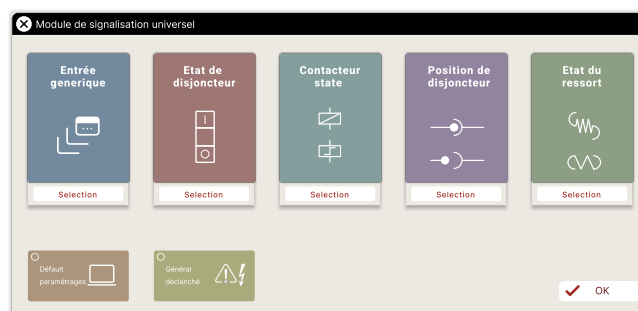 Module de signalisation universel
Entrée
generique
Etat de
disjoncteur
Contacteur
state
Position de
disjoncteur
Etat du
ressort
Selection
Selection
Selection
Selection
Selection
Défault
paramétrages
Général
declanché
OK